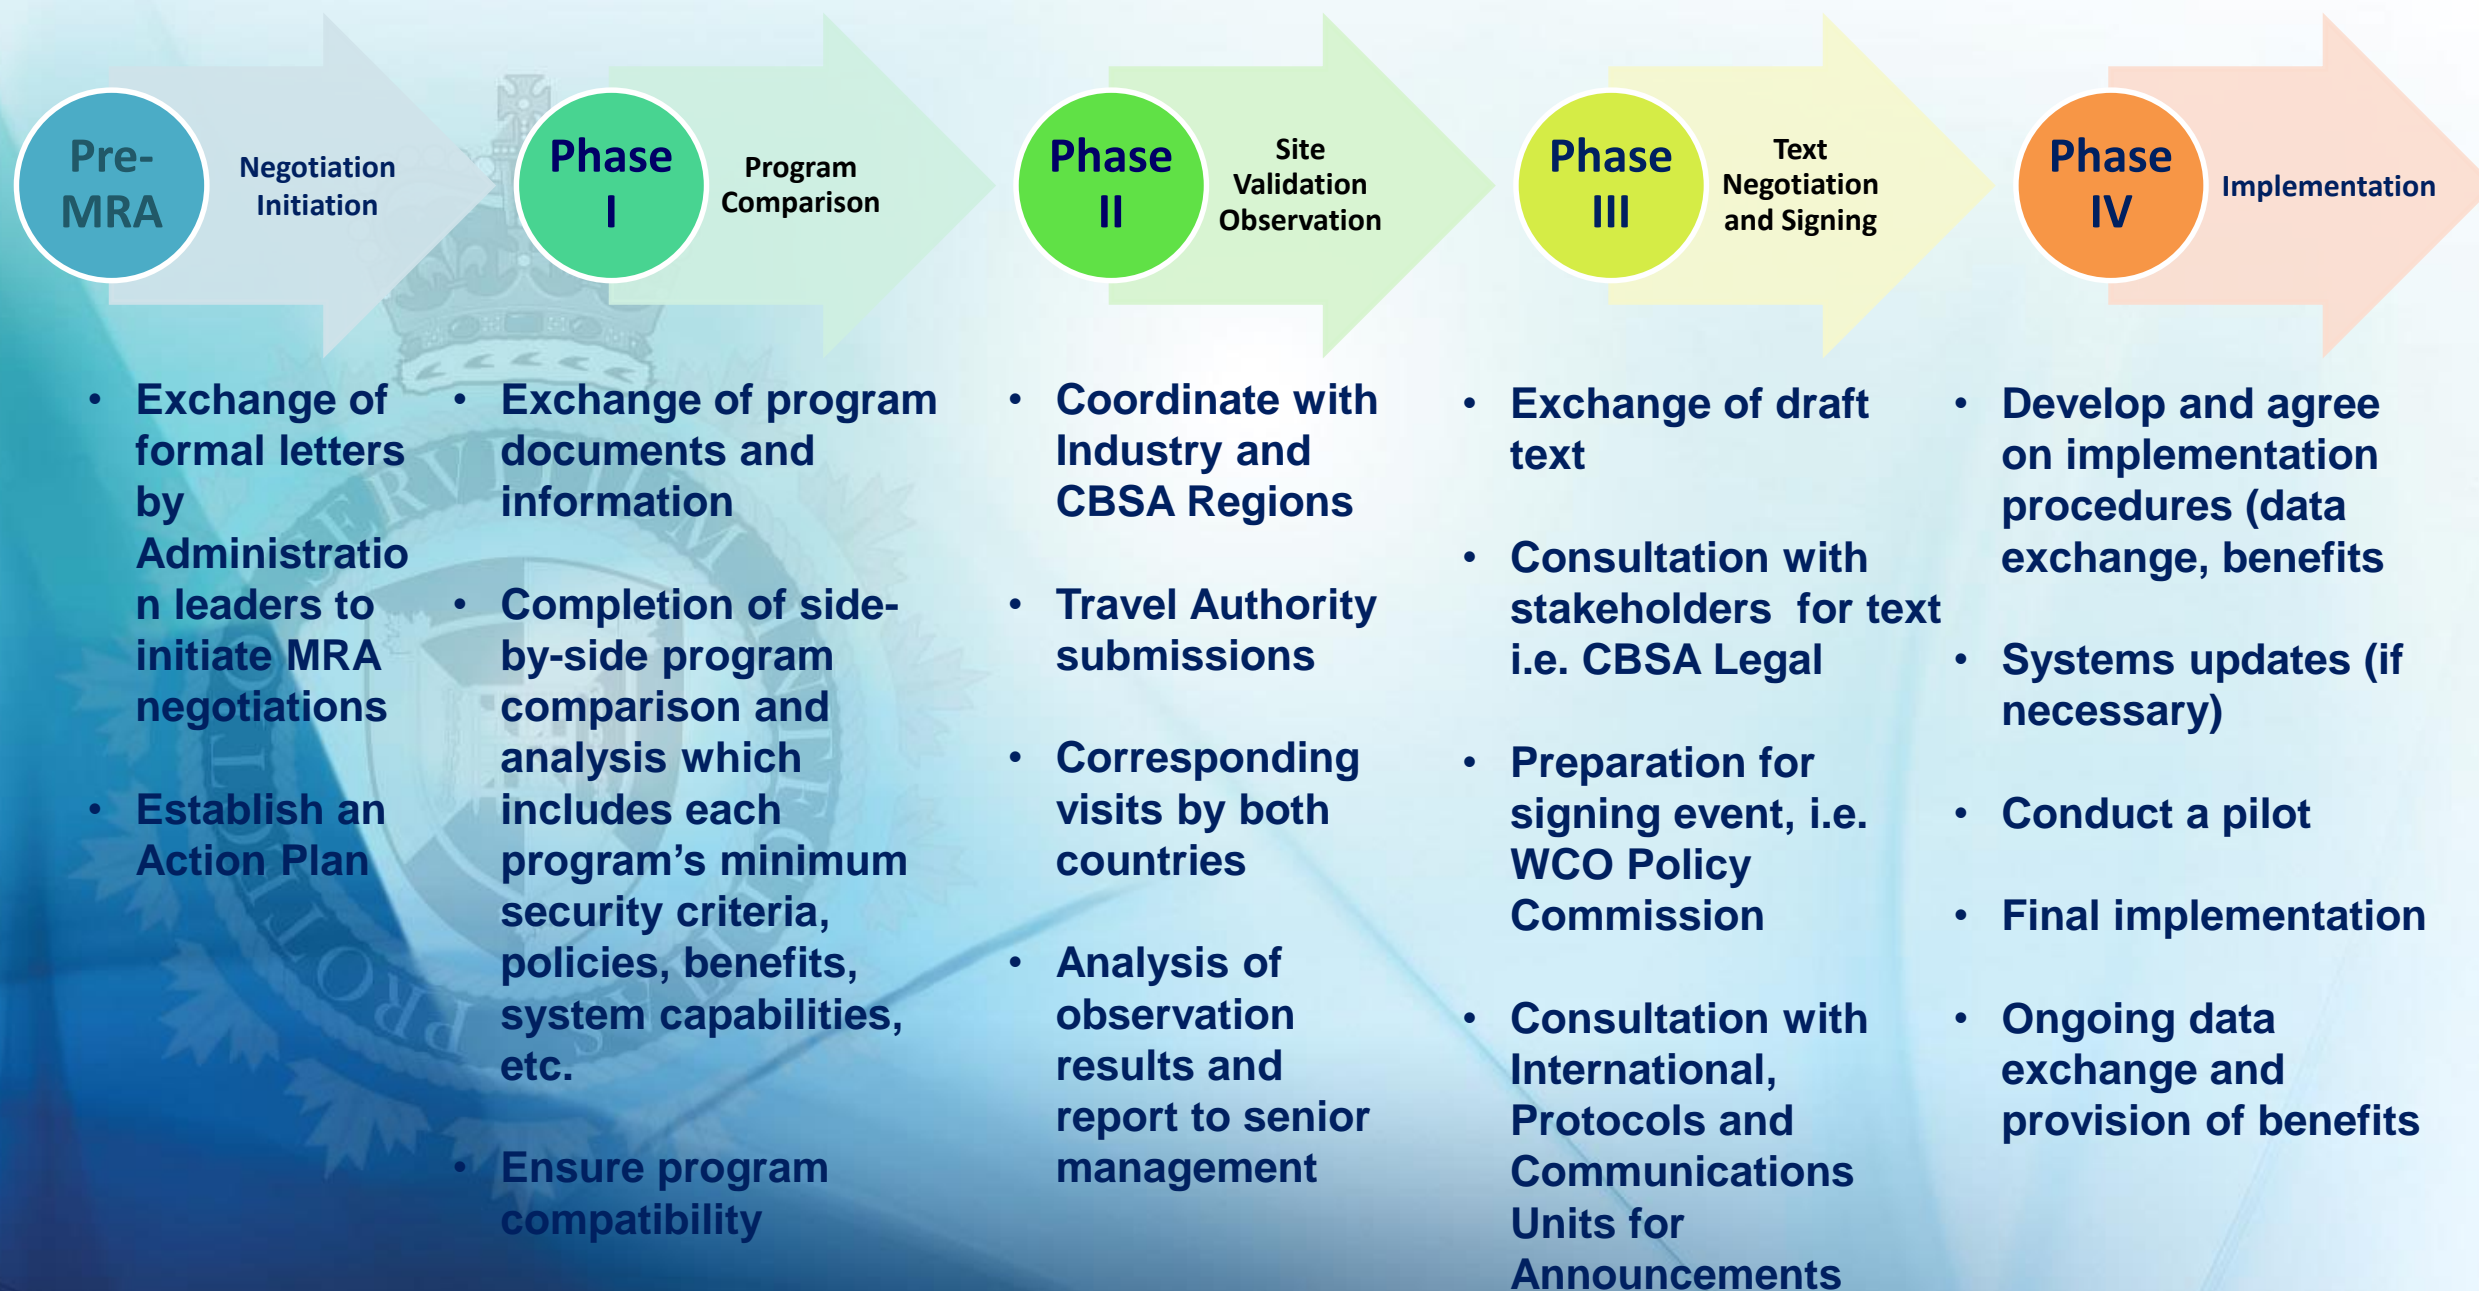 Pre-
MRA
Negotiation
Initiation
Phase
I
Program
Comparison
Phase
II
Site
Validation
Observation
Phase
III
Text
Negotiation
and Signing
Phase
IV
Implementation
• Exchange of
formal letters
by
Administratio
n leaders to
initiate MRA
negotiations
• Establish an
Action Plan
• Exchange of program
documents and
information
• Completion of side-
by-side program
comparison and
analysis which
includes each
program’s minimum
security criteria,
policies, benefits,
system capabilities,
etc.
• Ensure program
compatibility
• Coordinate with
Industry and
CBSA Regions
• Travel Authority
submissions
• Corresponding
visits by both
countries
• Analysis of
observation
results and
report to senior
management
• Exchange of draft
text
• Consultation with
stakeholders  for text
i.e. CBSA Legal
• Preparation for
signing event, i.e.
WCO Policy
Commission
• Consultation with
International,
Protocols and
Communications
Units for
Announcements
• Develop and agree
on implementation
procedures (data
exchange, benefits
• Systems updates (if
necessary)
• Conduct a pilot
• Final implementation
• Ongoing data
exchange and
provision of benefits